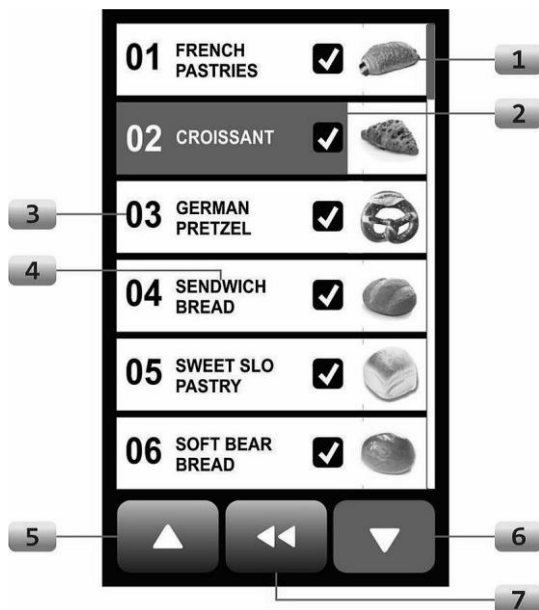 01 FRENCH
PASTRIES
1
2
02 CROISSANT
3
03 GERMAN
PRETZEL
4
04 SENDWICH
BREAD
05 SWEET SLO
PASTRY
06 SOFT BEAR
BREAD
5
6
7